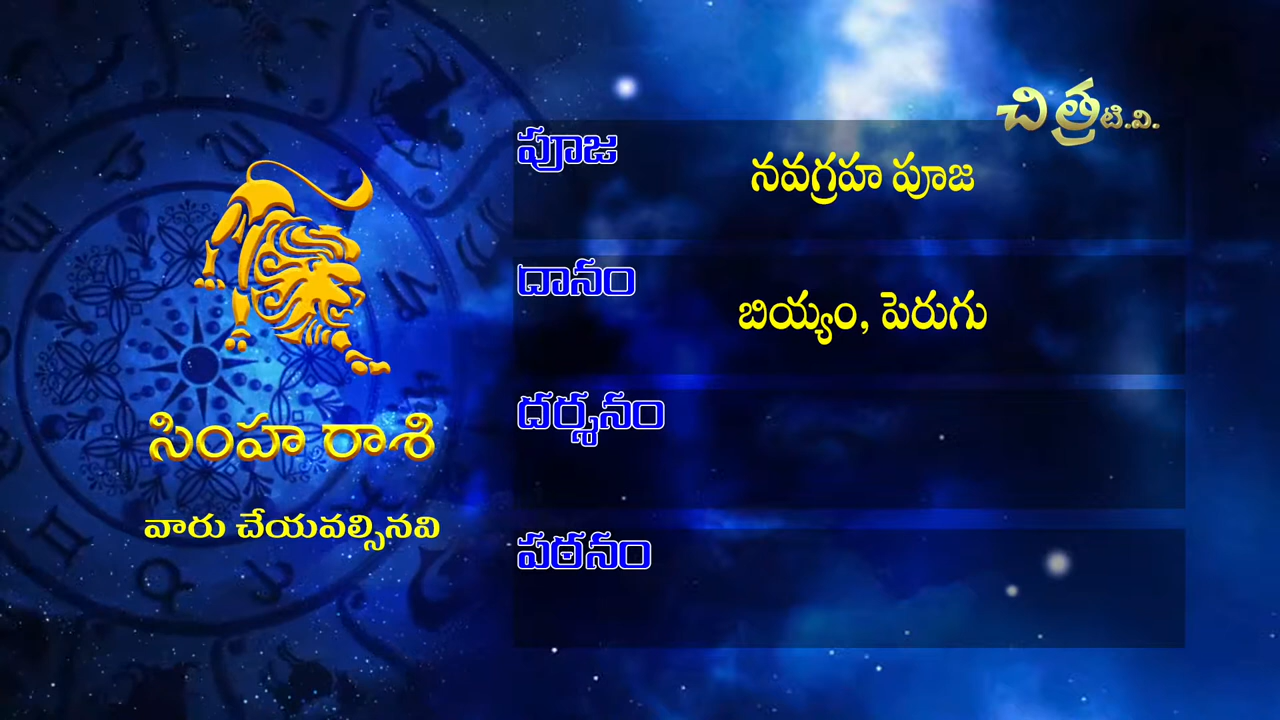 చిత్ర టి.వి.
పూజ
నవగ్రహ పూజ
దానం
బియ్యం, పెరుగు
దర్శనం
పఠనం
సింహ రాశి
వారు చేయవల్సినవి